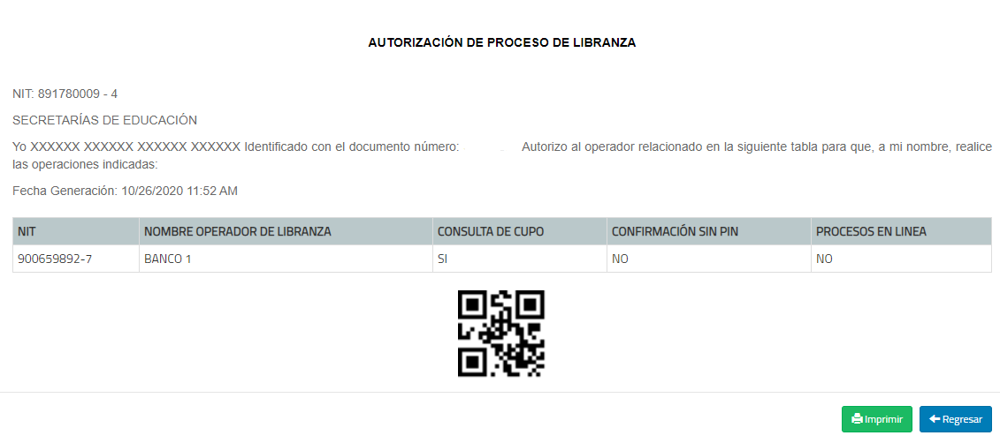 AUTORIZACIÓN DE PROCESO DE LIBRANZA
NIT: 891780009 - 4
SECRETARÍAS DE EDUCACIÓN
Yo XXXXXX XXXXXX XXXXXX XXXXXX Identificado con el documento número: Autorizo al operador relacionado en la siguiente tabla para que, a mi nombre, realice
las operaciones indicadas:
Fecha Generación: 10/26/2020 11:52 AM
NIT NOMBRE OPERADOR DE LIBRANZA CONSULTA DE CUPO CONFIRMACIÓN SIN PIN PROCESOS EN LINEA
900659892-7 BANCO 1 SI NO NO
Imprimir Regresar